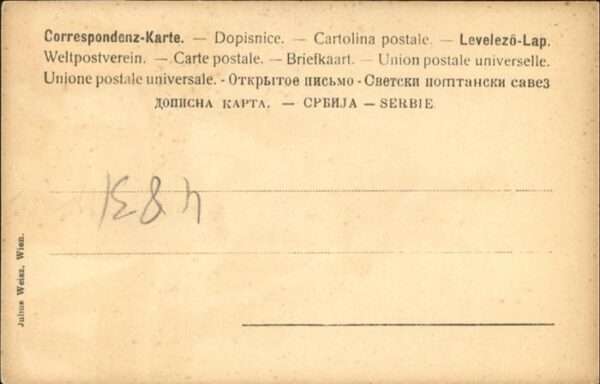 Correspondenz-Karte. — Dopisnice. — Cartolina postale. — Levelező-Lap.
Weltpostverein. — Carte postale. — Briefkaart. — Union postale universelle.
Unione postale universale. - Открытое письмо - Светски поштански савез
ДОПИСНА КАРТА. — СРБИЈА — SERBIE
Julius Weisz, Wien.